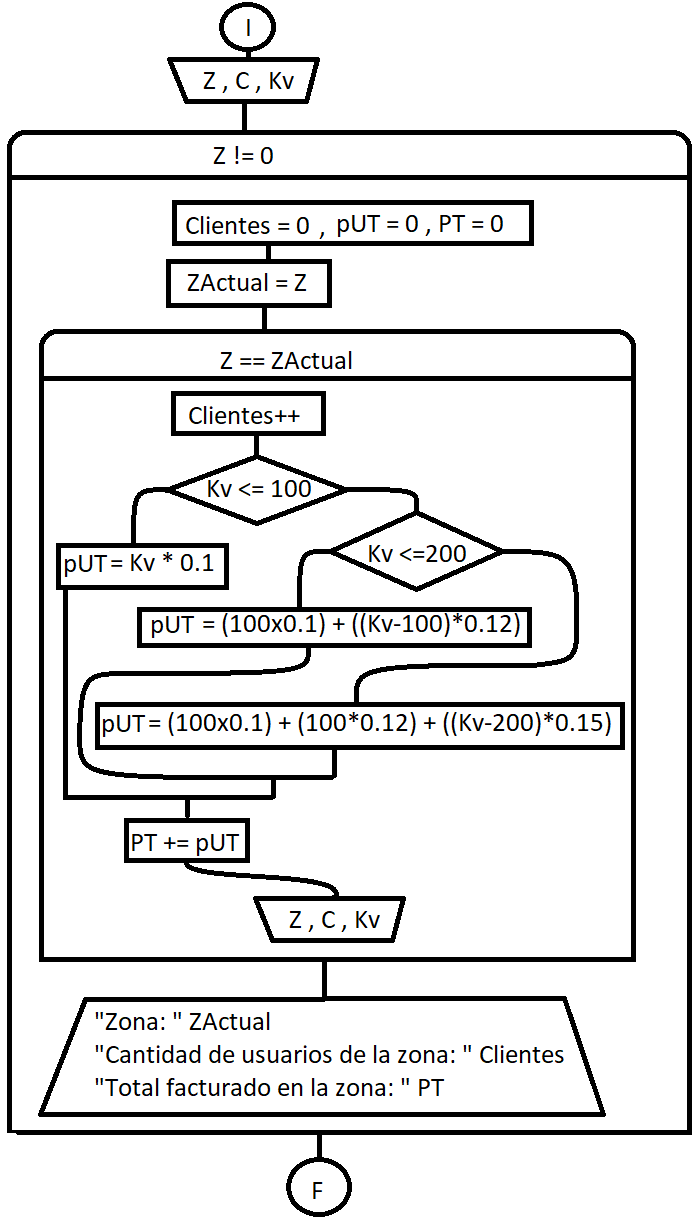 I
Z , C , Kv
Z != 0
Clientes = 0 , pUT = 0 , PT = 0
ZActual = Z
Z == ZActual
Clientes++
Kv <= 100
Kv <=200
pUT = Kv * 0.1
pUT = (100x0.1) + ((Kv-100)*0.12)
pUT = (100x0.1) + (100*0.12) + ((Kv-200)*0.15)
PT += pUT
Z , C , Kv
"Zona: " ZActual
"Cantidad de usuarios de la zona: " Clientes
"Total facturado en la zona: " PT
F